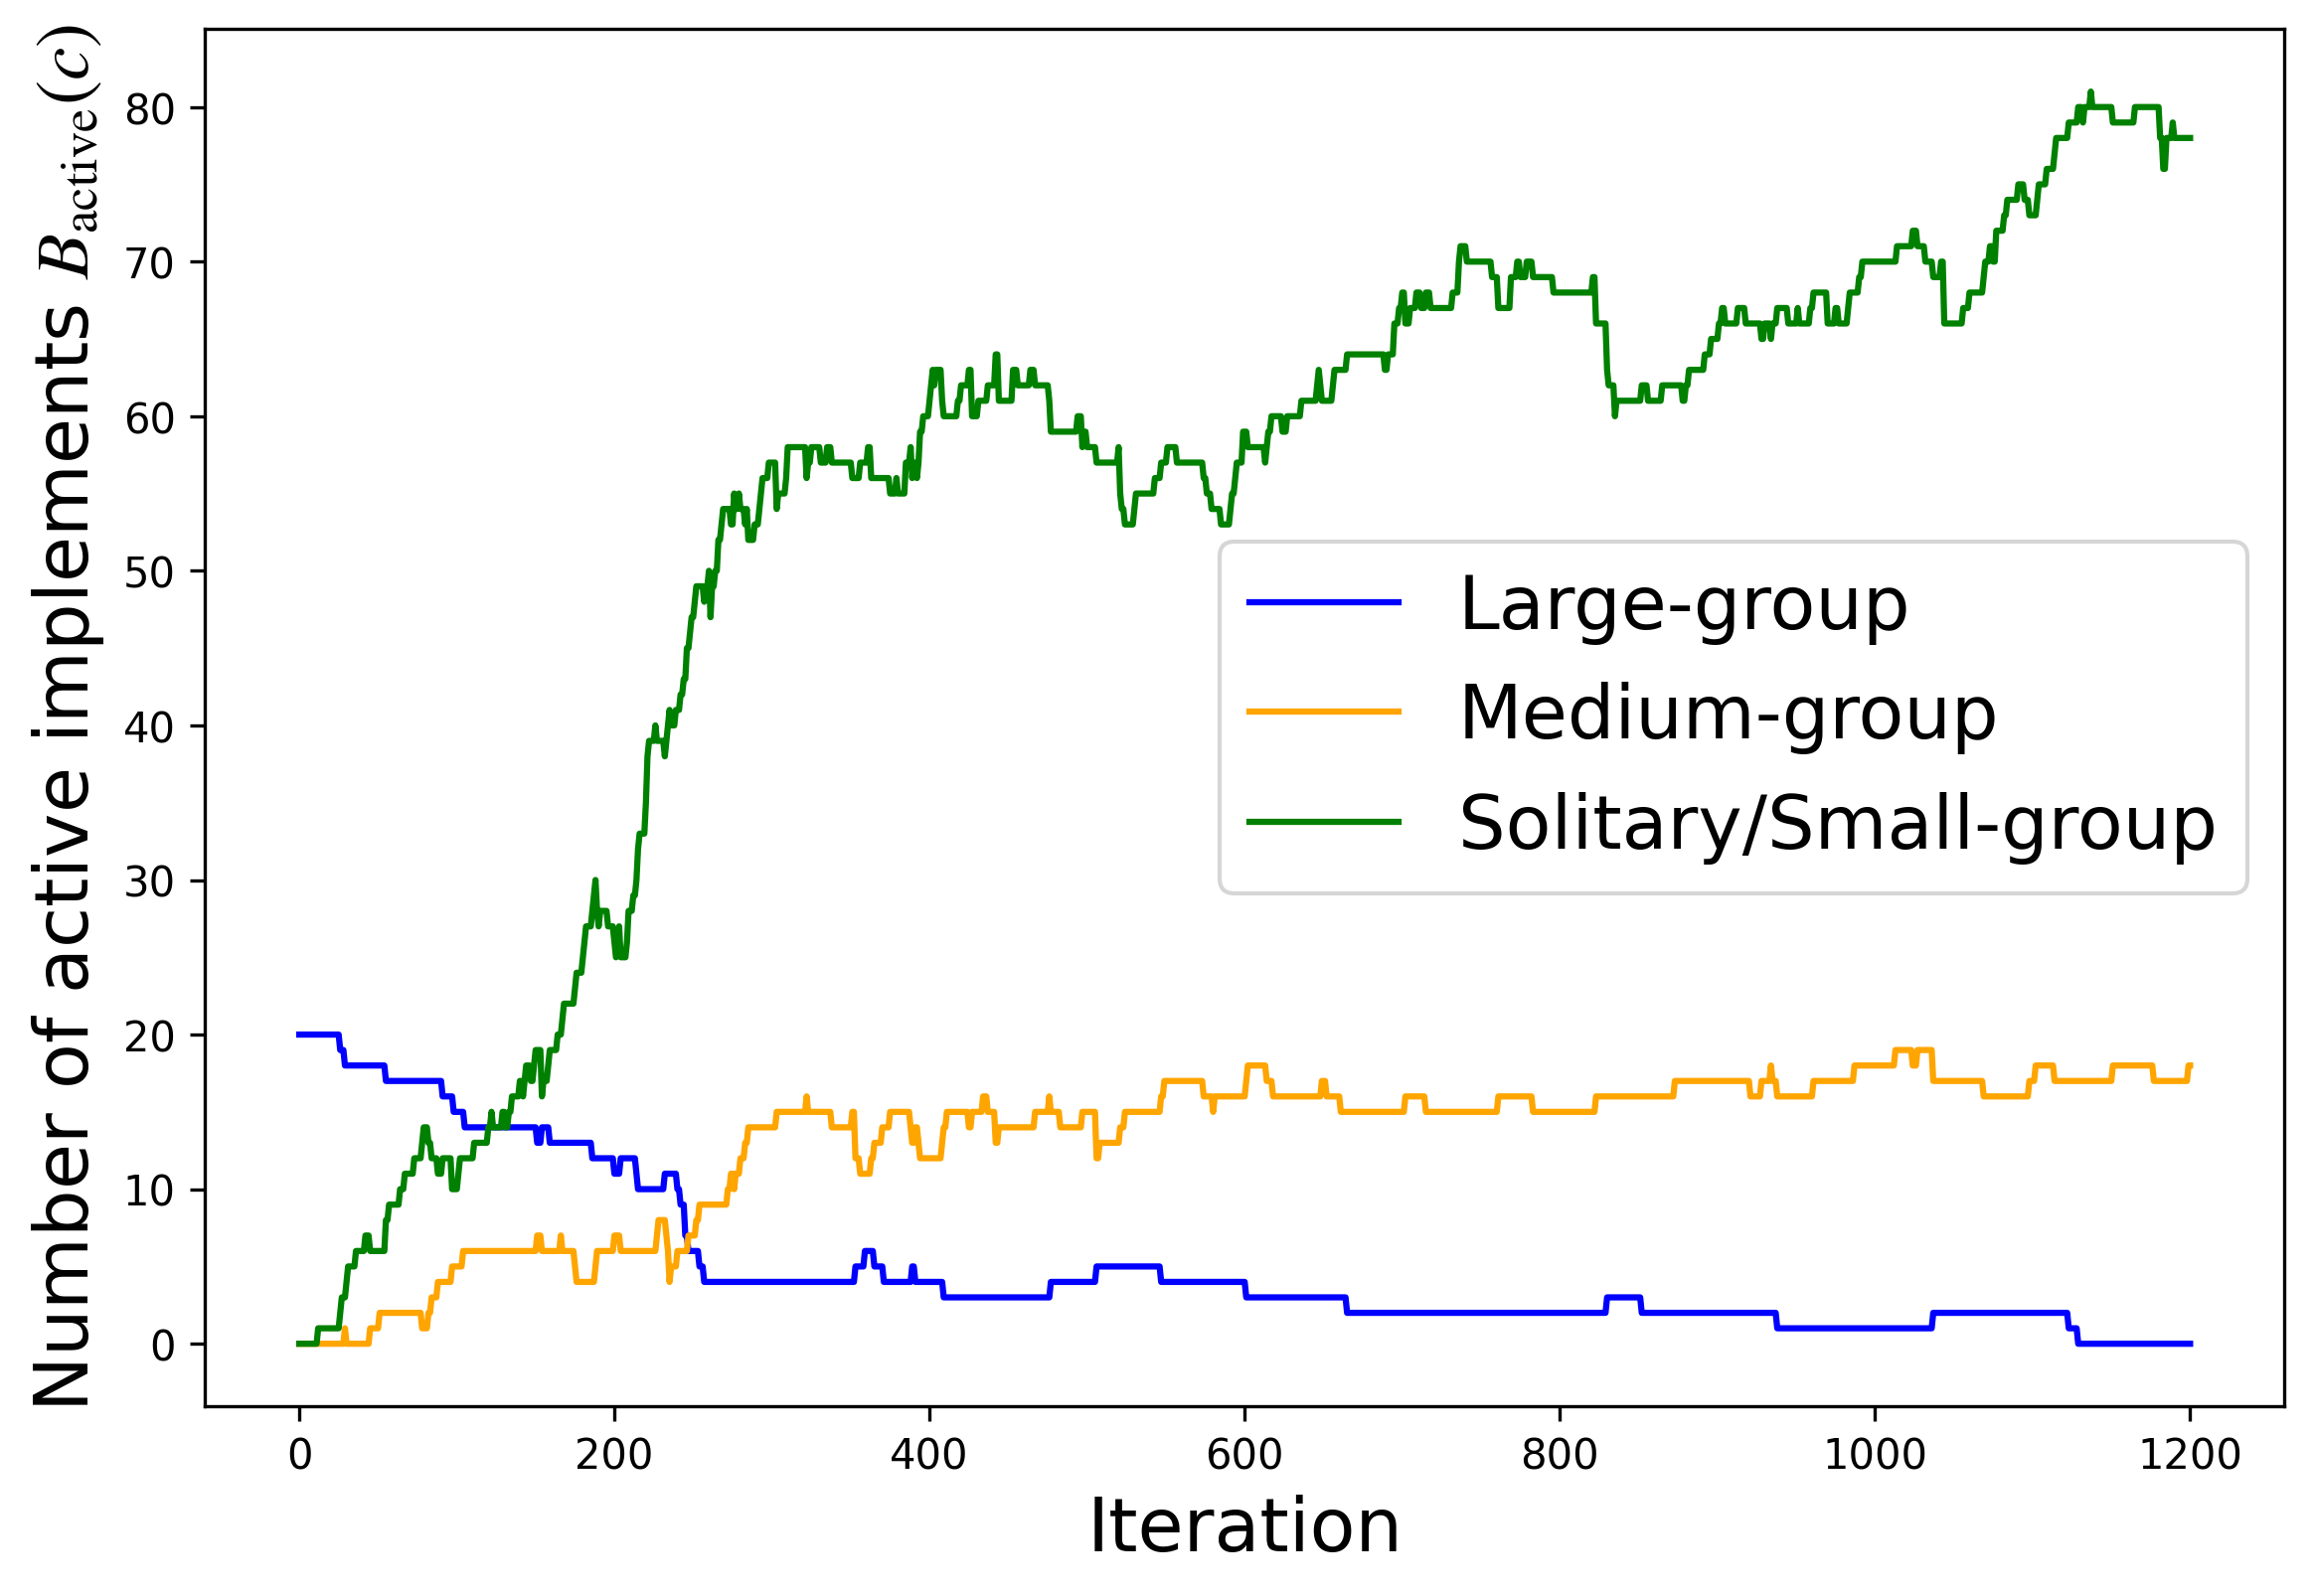 Number of active implements B_active(c)
80
70
60
50
40
30
20
10
0
Large-group
Medium-group
Solitary/Small-group
0 200 400 600 800 1000 1200
Iteration